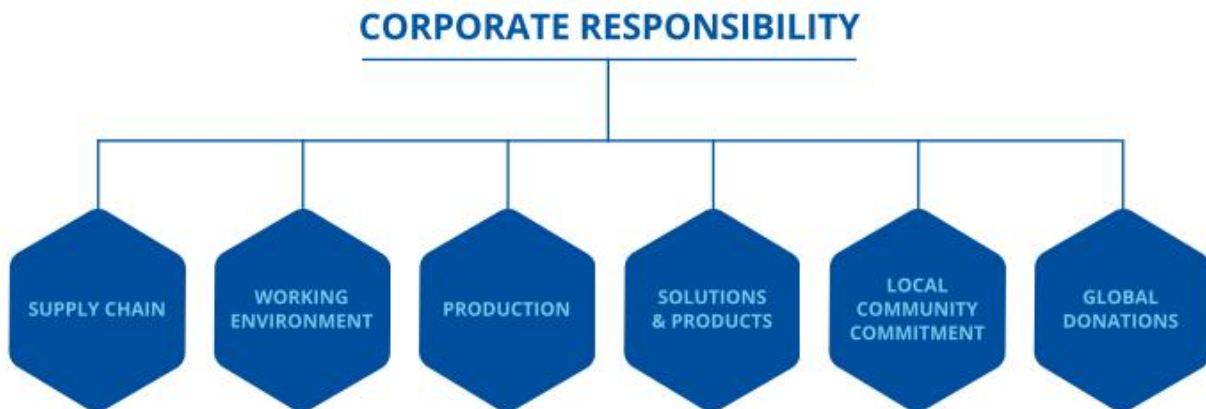 CORPORATE RESPONSIBILITY
SUPPLY CHAIN
WORKING
ENVIRONMENT
PRODUCTION
SOLUTIONS
& PRODUCTS
LOCAL
COMMUNITY
COMMITMENT
GLOBAL
DONATIONS